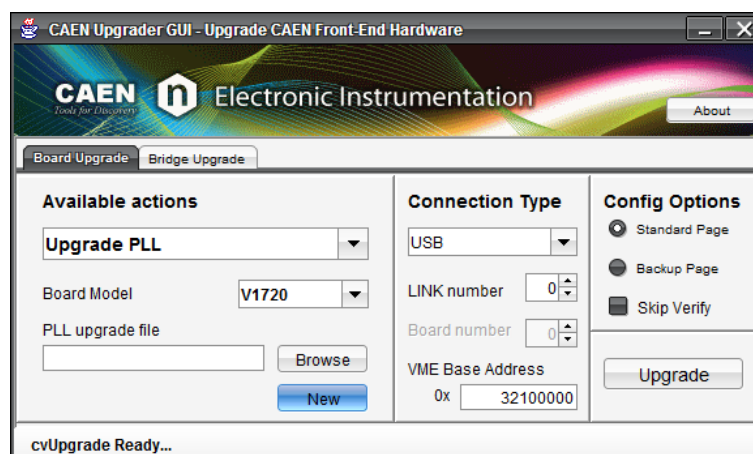 CAEN Upgrader GUI - Upgrade CAEN Front-End Hardware
CAEN n Electronic Instrumentation
Tools for Discovery
About
Board Upgrade Bridge Upgrade
Available actions
Upgrade PLL
Board Model V1720
PLL upgrade file
Browse
New
Connection Type
USB
LINK number 0
Board number 0
VME Base Address
0x 32100000
Config Options
Standard Page
Backup Page
Skip Verify
Upgrade
cvUpgrade Ready...